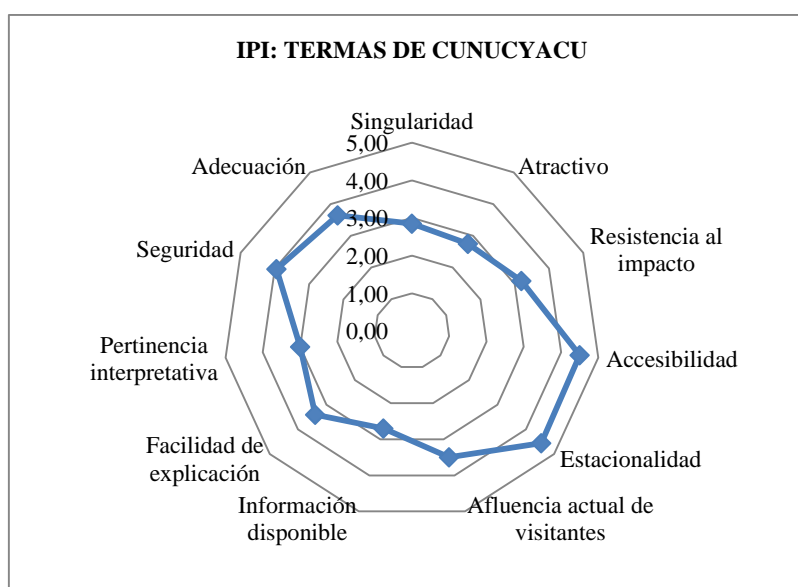 IPI: TERMAS DE CUNUCYACU
Singularidad
5,00
Adecuación
Atractivo
4,00
3,00
Seguridad
Resistencia al
impacto
2,00
1,00
0,00
Pertinencia
interpretativa
Accesibilidad
Facilidad de
explicación
Estacionalidad
Información
disponible
Afluencia actual de
visitantes